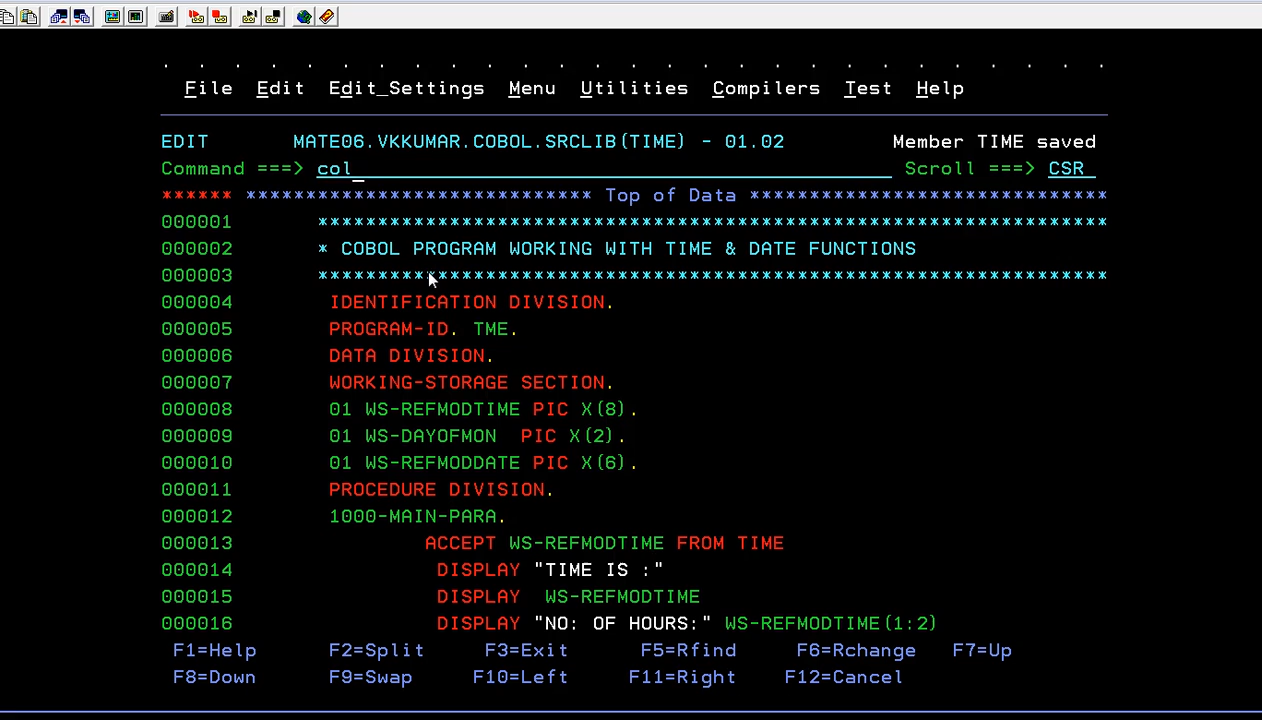 . . . . . . . . . . . . . . . . . . . . . . . . . . .
File Edit Edit_Settings Menu Utilities Compilers Test Help
EDIT MATE06.VKKUMAR.COBOL.SRCLIB(TIME) - 01.02 Member TIME saved
Command ===> col Scroll ===> CSR
****** ***************************** Top of Data ******************************
000001 ******************************************************************
000002 * COBOL PROGRAM WORKING WITH TIME & DATE FUNCTIONS
000003 ******************************************************************
000004 IDENTIFICATION DIVISION.
000005 PROGRAM-ID. TME.
000006 DATA DIVISION.
000007 WORKING-STORAGE SECTION.
000008 01 WS-REFMODTIME PIC X(8).
000009 01 WS-DAYOFMON  PIC X(2).
000010 01 WS-REFMODDATE PIC X(6).
000011 PROCEDURE DIVISION.
000012 1000-MAIN-PARA.
000013 ACCEPT WS-REFMODTIME FROM TIME
000014 DISPLAY "TIME IS :"
000015 DISPLAY  WS-REFMODTIME
000016 DISPLAY "NO: OF HOURS:" WS-REFMODTIME(1:2)
F1=Help F2=Split F3=Exit F5=Rfind F6=Rchange F7=Up
F8=Down F9=Swap F10=Left F11=Right F12=Cancel